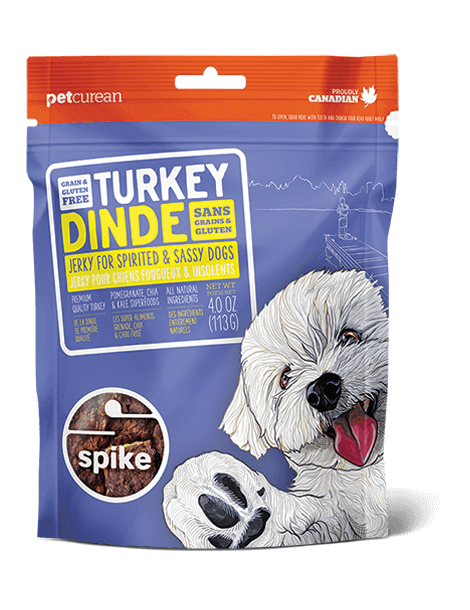 petcurean
PROUDLY
CANADIAN
TO OPEN, GRAB HERE WITH TEETH AND THRASH YOUR HEAD ABOUT WILDLY
GRAIN &
GLUTEN
FREE
TURKEY
DINDE
SANS
GRAINS &
GLUTEN
JERKY FOR SPIRITED & SASSY DOGS
JERKY POUR CHIENS FOUGUEUX & INSOLENTS
PREMIUM
QUALITY TURKEY
DE LA DINDE
DE PREMIÈRE
QUALITÉ
POMEGRANATE, CHIA
& KALE SUPERFOODS
LES SUPER-ALIMENTS
GRENADE, CHIA
& CHOU FRISÉ
ALL NATURAL
INGREDIENTS
DES INGRÉDIENTS
ENTIÈREMENT
NATURELS
NET WT
POIDS NET
4.0 OZ
(113 G)
spike